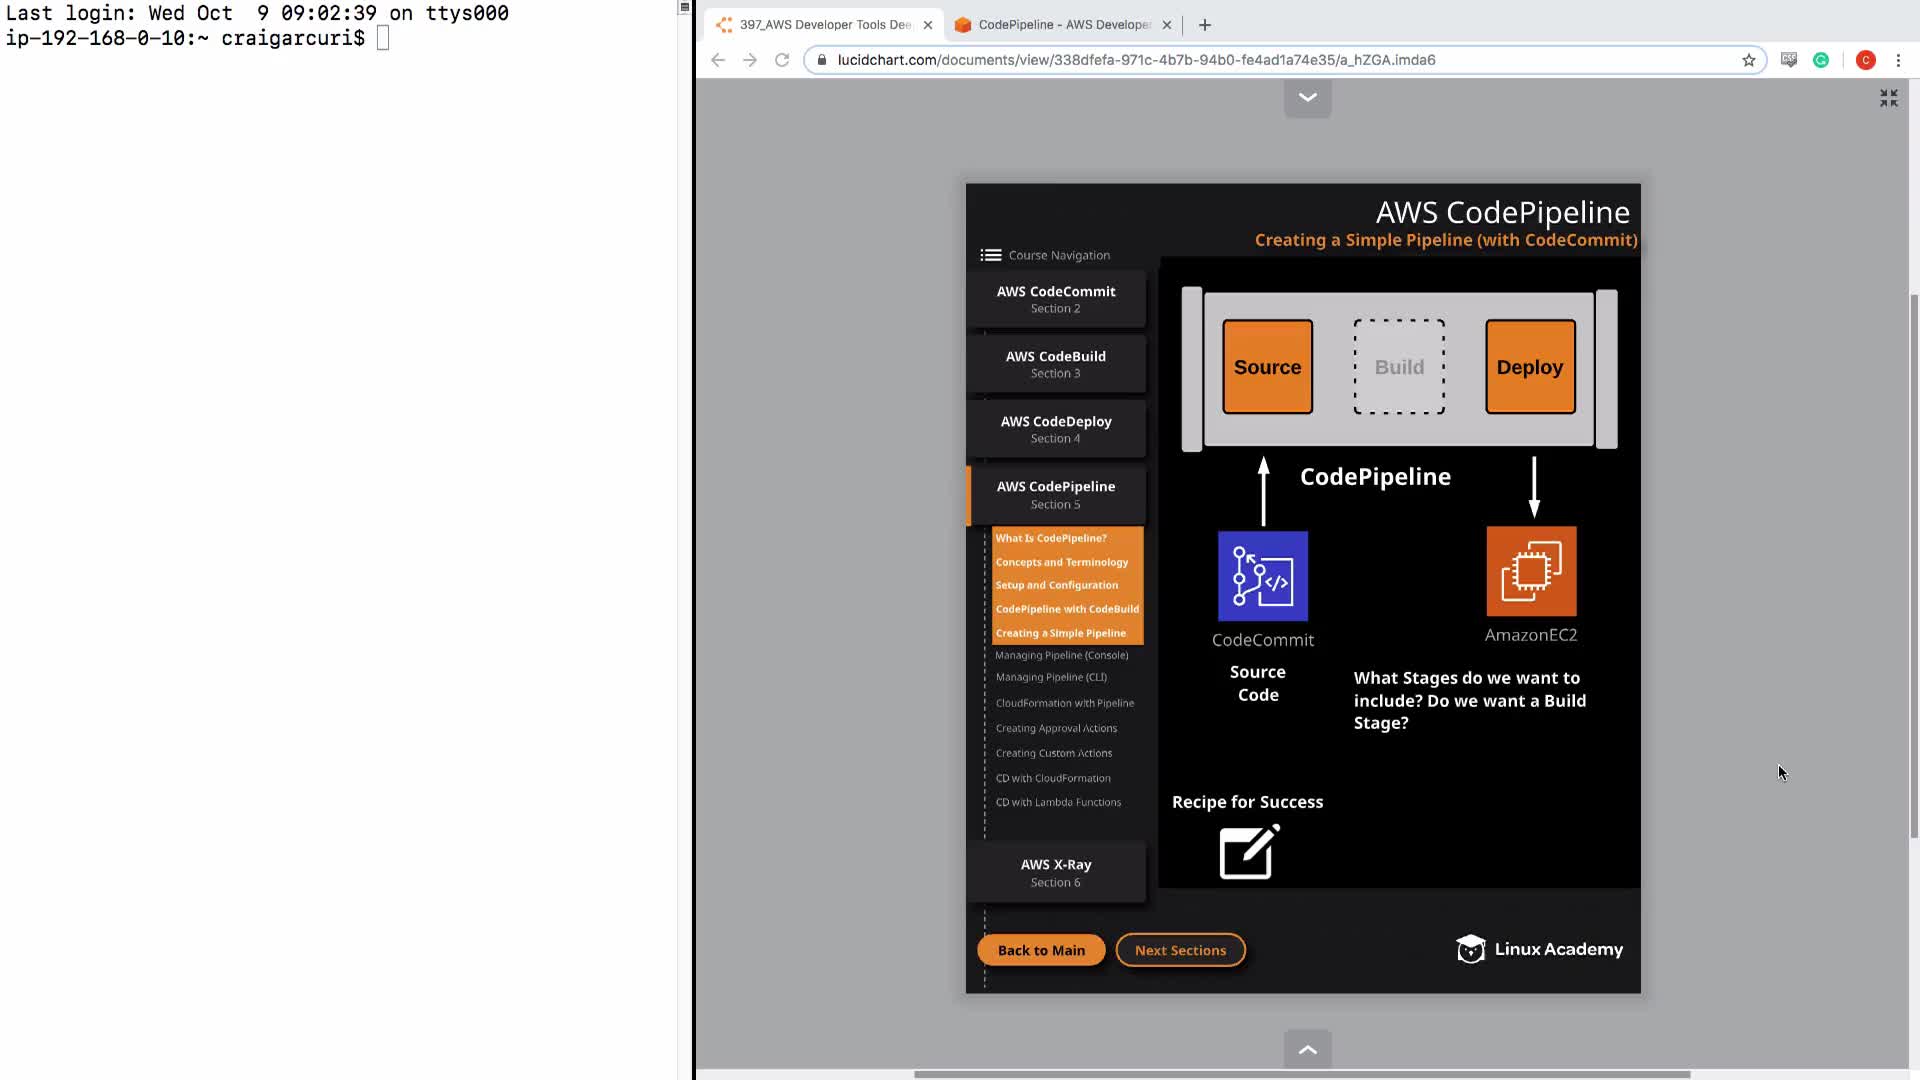 Last login: Wed Oct  9 09:02:39 on ttys000
ip-192-168-0-10:~ craigarcuri$
397_AWS Developer Tools Dee
CodePipeline - AWS Developer
lucidchart.com/documents/view/338dfefa-971c-4b7b-94b0-fe4ad1a74e35/a_hZGA.imda6
C
AWS CodePipeline
Creating a Simple Pipeline (with CodeCommit)
Course Navigation
AWS CodeCommit
Section 2
AWS CodeBuild
Section 3
AWS CodeDeploy
Section 4
AWS CodePipeline
Section 5
What Is CodePipeline?
Concepts and Terminology
Setup and Configuration
CodePipeline with CodeBuild
Creating a Simple Pipeline
Managing Pipeline (Console)
Managing Pipeline (CLI)
CloudFormation with Pipeline
Creating Approval Actions
Creating Custom Actions
CD with CloudFormation
CD with Lambda Functions
AWS X-Ray
Section 6
Source
Build
Deploy
CodePipeline
CodeCommit
Source
Code
AmazonEC2
What Stages do we want to
include? Do we want a Build
Stage?
Recipe for Success
Back to Main
Next Sections
Linux Academy